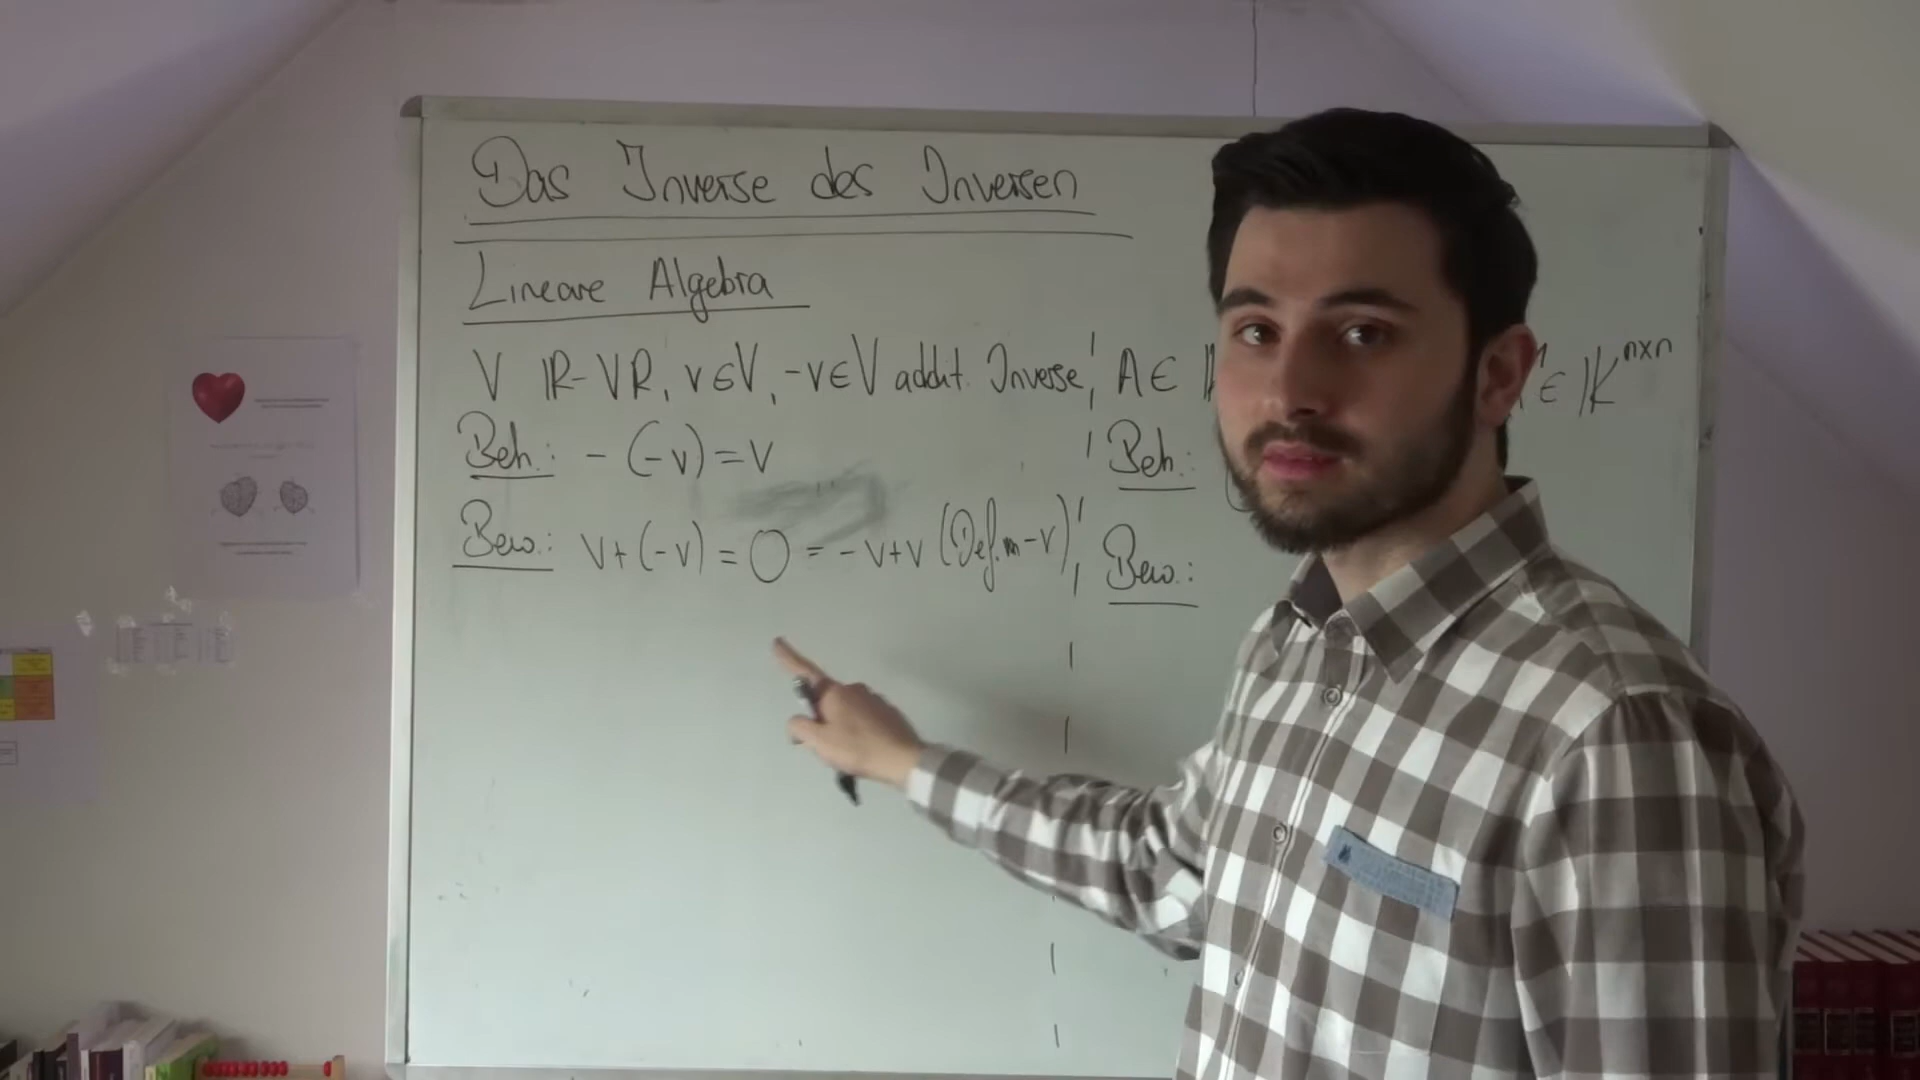 Das Inverse des Inversen
Lineare Algebra
V ℝ-VR, v∈V, -v∈V addit. Inverse
Beh.: -(-v)=v
Bew.: v+(-v)=0=-v+v (Def. -v)
A∈ ∈𝕂^{n×n}
Beh.:
Bew.: